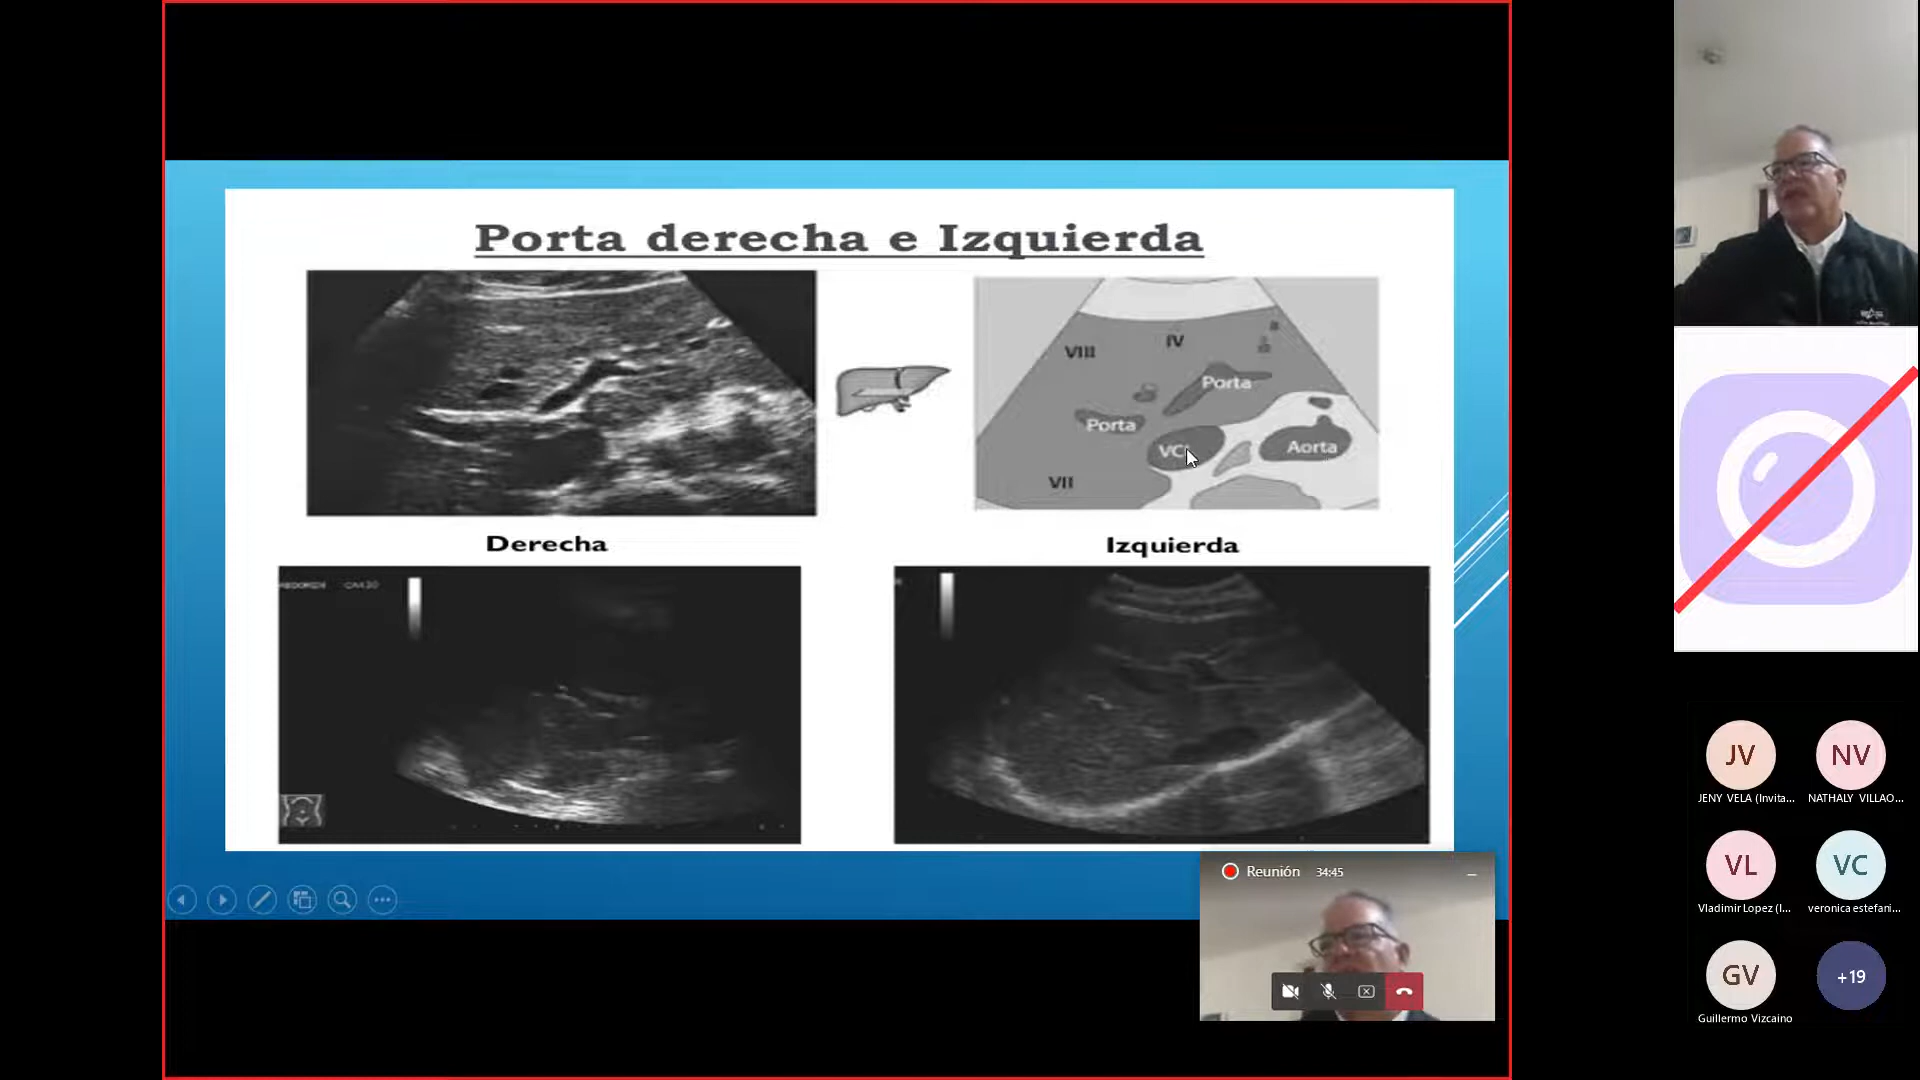 Porta derecha e Izquierda
VIII
IV
Porta
Porta
VC
Aorta
VII
Derecha
Izquierda
Reunión 34:45
JV
JENY VELA (Invita...
NV
NATHALY VILLAO...
VL
Vladimir Lopez (I...
VC
veronica estefani...
GV
Guillermo Vizcaino
+19